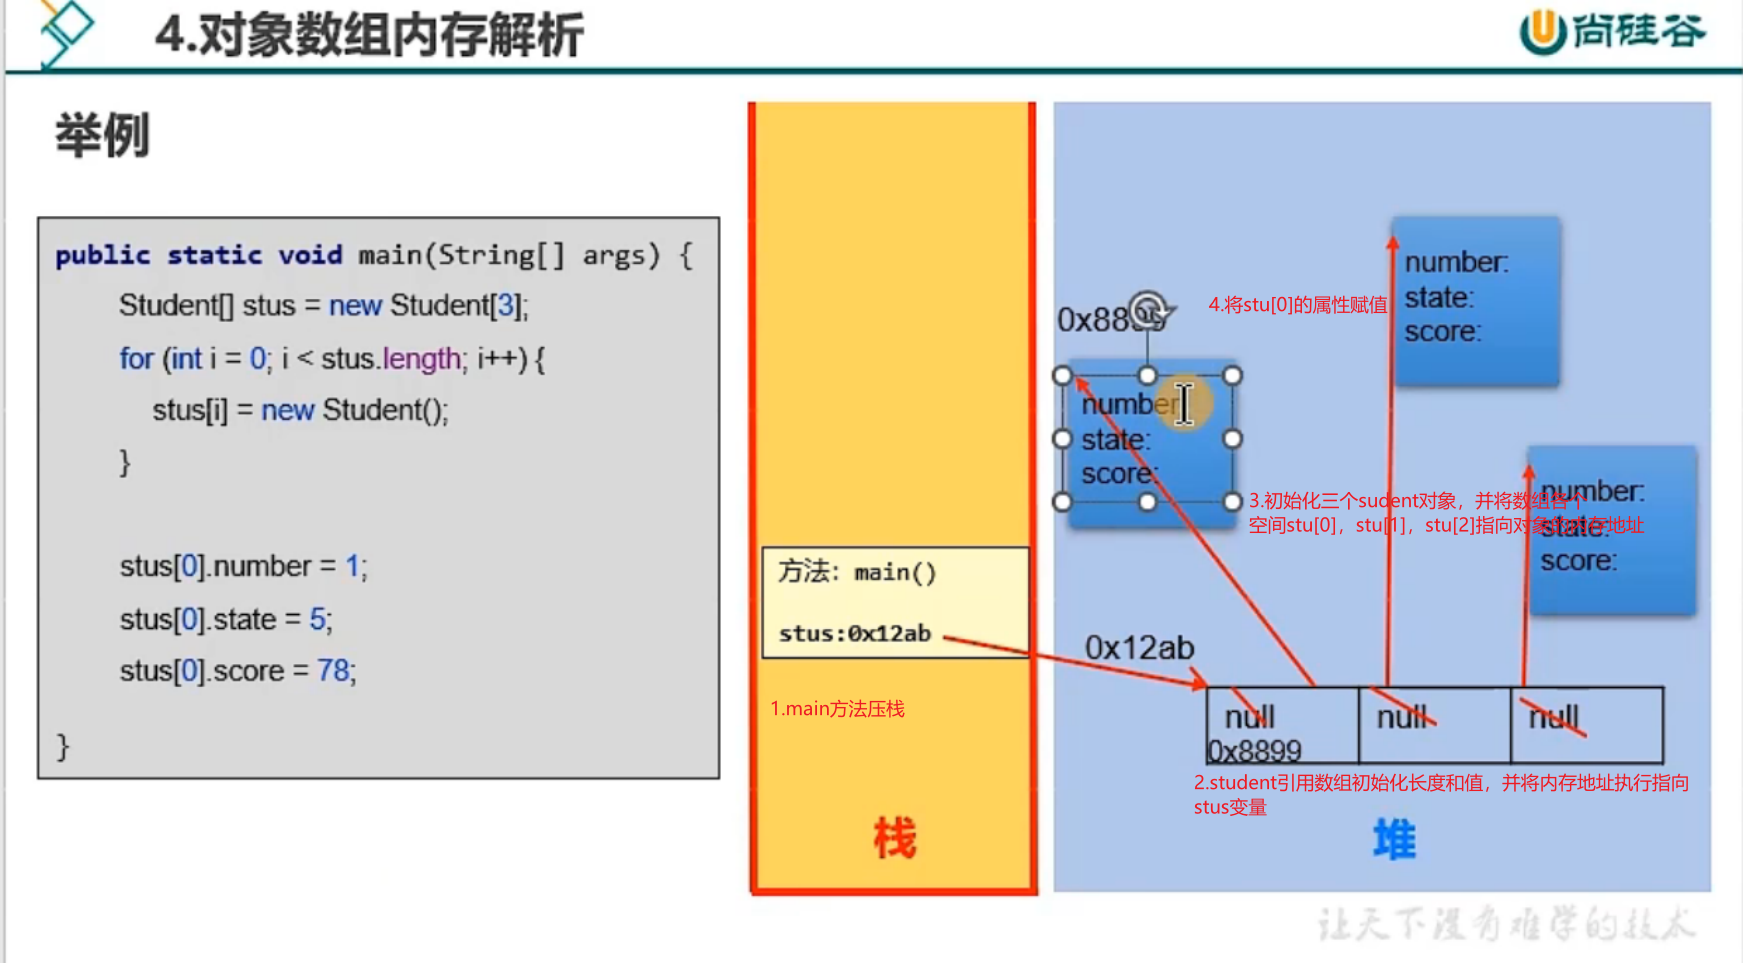 4.对象数组内存解析
尚硅谷
举例
public static void main(String[] args) {
Student[] stus = new Student[3];
for (int i = 0; i < stus.length; i++) {
stus[i] = new Student();
}
stus[0].number = 1;
stus[0].state = 5;
stus[0].score = 78;
}
方法: main()
stus:0x12ab
1.main方法压栈
栈
0x8899
number:
state:
score:
4.将stu[0]的属性赋值
number:
state:
score:
3.初始化三个sudent对象，并将数组各个
空间stu[0]，stu[1]，stu[2]指向对象的内存地址
number:
state:
score:
0x12ab
null
null
null
0x8899
2.student引用数组初始化长度和值，并将内存地址执行指向
stus变量
堆
让天下没有难学的技术